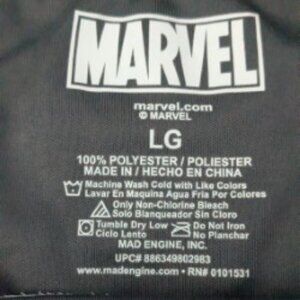 MARVEL
marvel.com
© MARVEL
LG
100% POLYESTER / POLIESTER
MADE IN / HECHO EN CHINA
Machine Wash Cold with Like Colors
Lavar En Maquina Agua Fria Por Colores
Only Non-Chlorine Bleach
Solo Blanqueador Sin Cloro
Tumble Dry Low Do Not Iron
Ciclo Lento No Planchar
MAD ENGINE, INC.
UPC# 886349802983
www.madengine.com • RN# 0101531